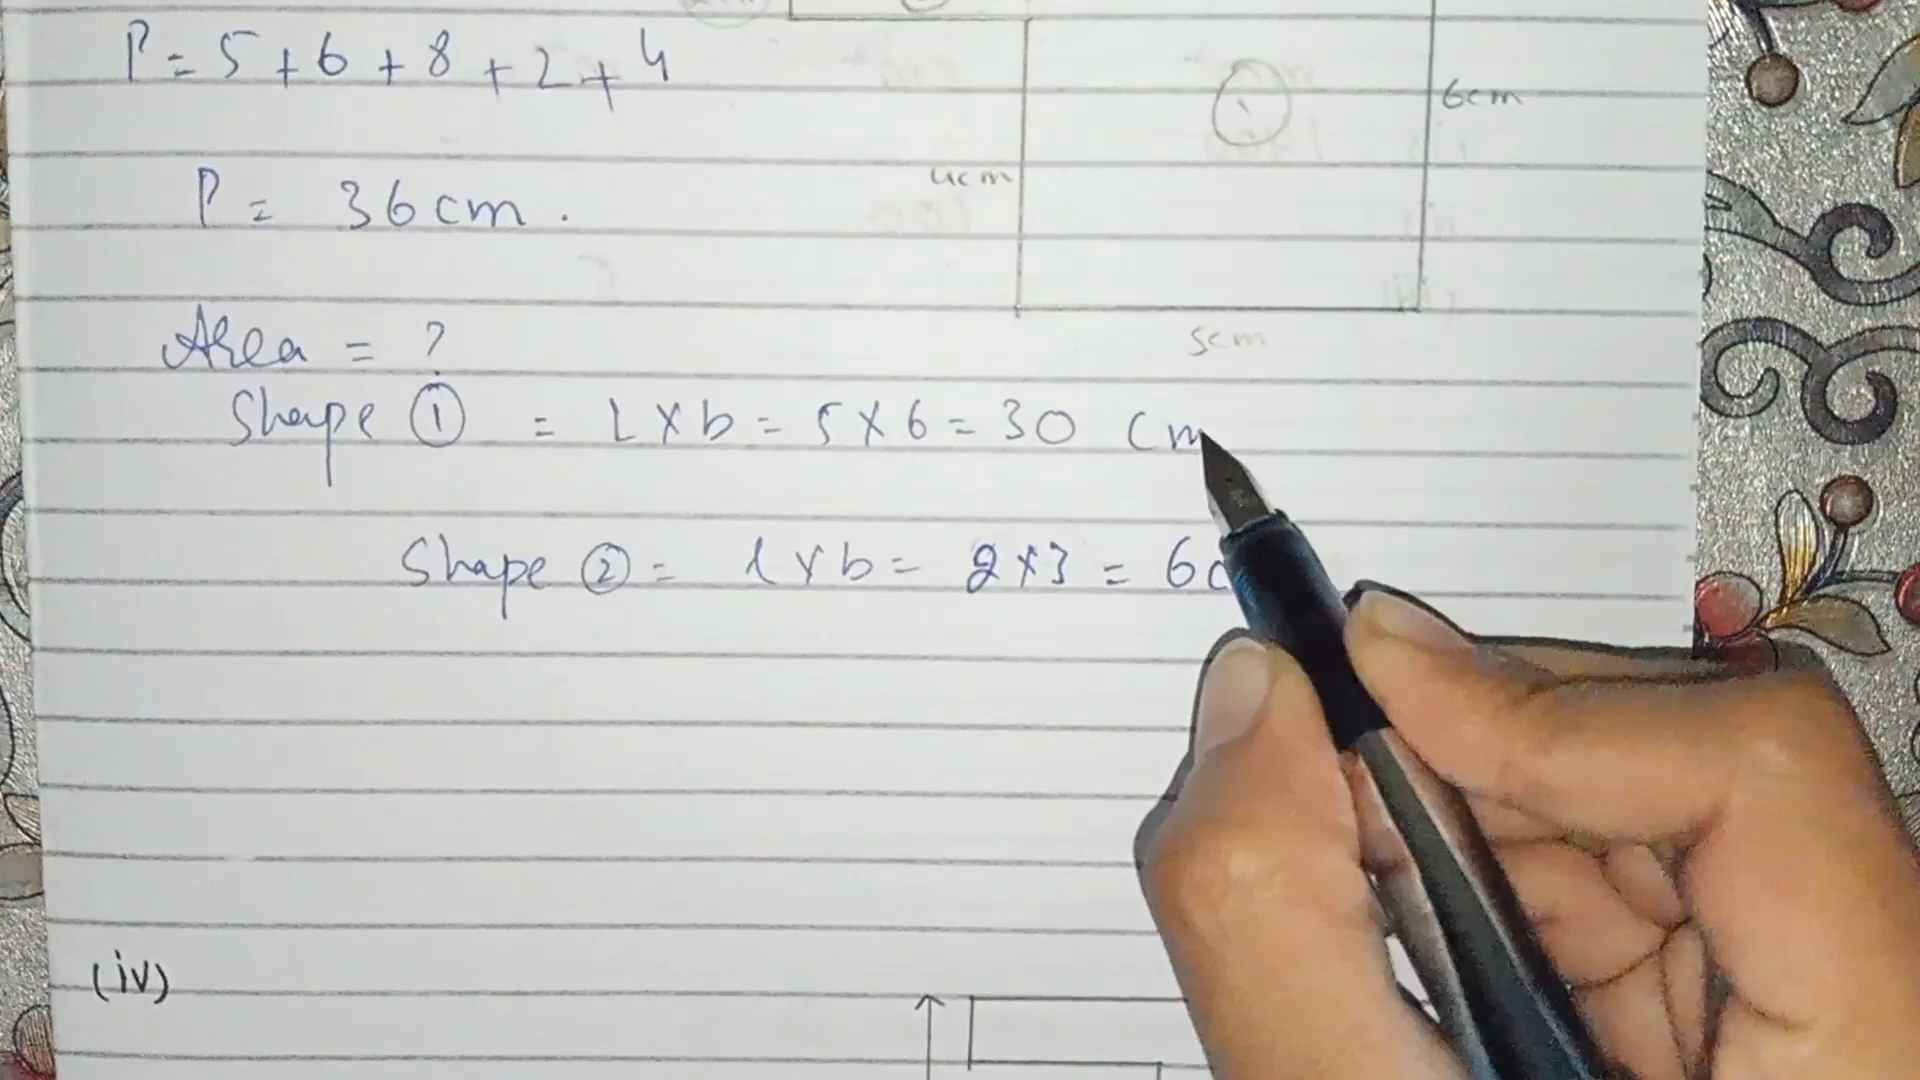 P = 5 + 6 + 8 + 2 + 4
6cm
4cm
P = 36 cm .
5cm
Area = ?
Shape ① = l X b = 5 X 6 = 30 cm
Shape ② = l x b = 2 x 3 = 6c
(iv)